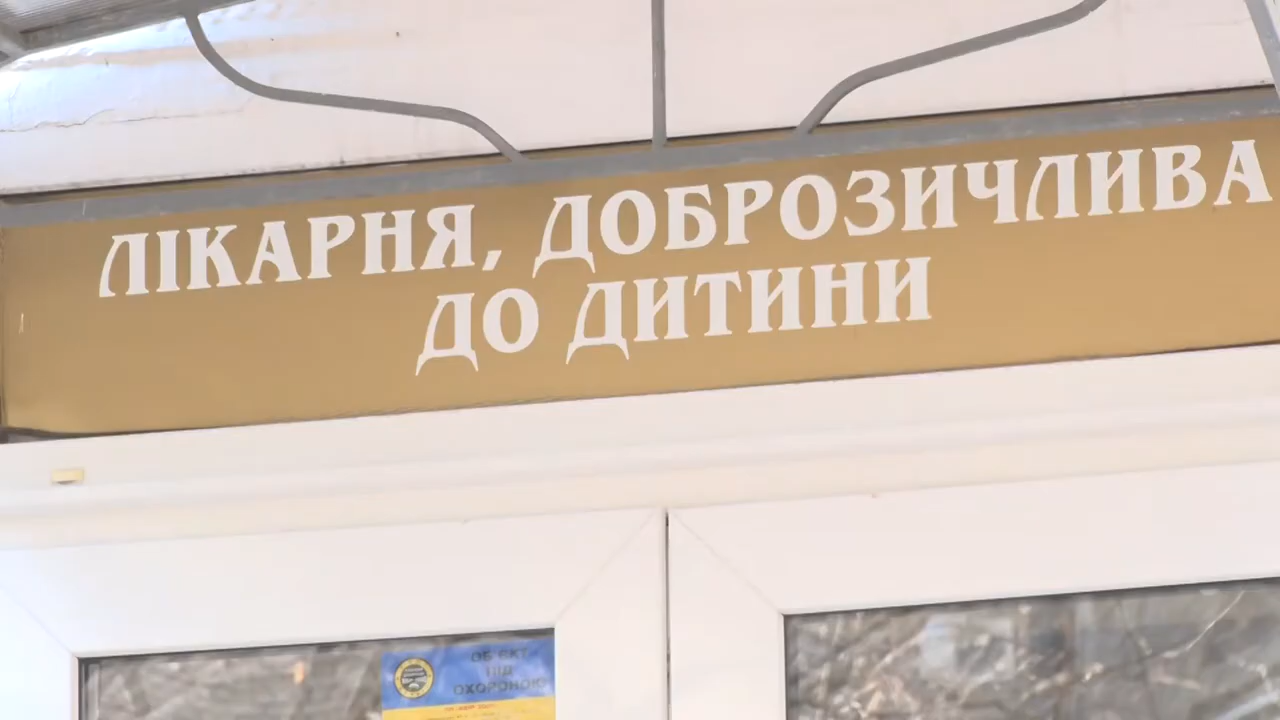 ЛІКАРНЯ, ДОБРОЗИЧЛИВА
ДО ДИТИНИ
ОБ'ЄКТ
ПІД
ОХОРОНОЮ